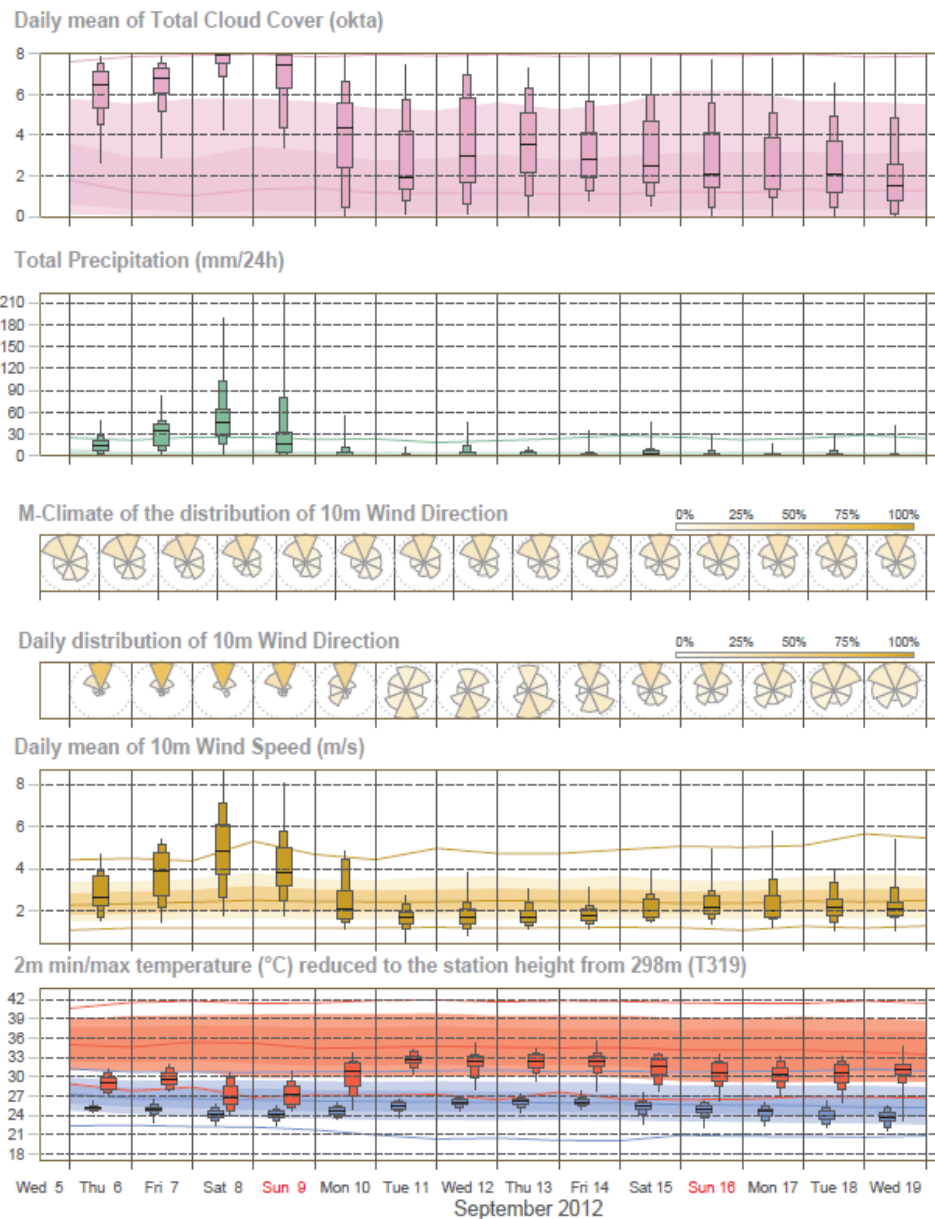 Daily mean of Total Cloud Cover (okta)
8
6
4
2
0
Total Precipitation (mm/24h)
210
180
150
120
90
60
30
0
M-Climate of the distribution of 10m Wind Direction
0% 25% 50% 75% 100%
Daily distribution of 10m Wind Direction
0% 25% 50% 75% 100%
Daily mean of 10m Wind Speed (m/s)
8
6
4
2
2m min/max temperature (°C) reduced to the station height from 298m (T319)
42
39
36
33
30
27
24
21
18
Wed 5 Thu 6 Fri 7 Sat 8 Sun 9 Mon 10 Tue 11 Wed 12 Thu 13 Fri 14 Sat 15 Sun 16 Mon 17 Tue 18 Wed 19
September 2012